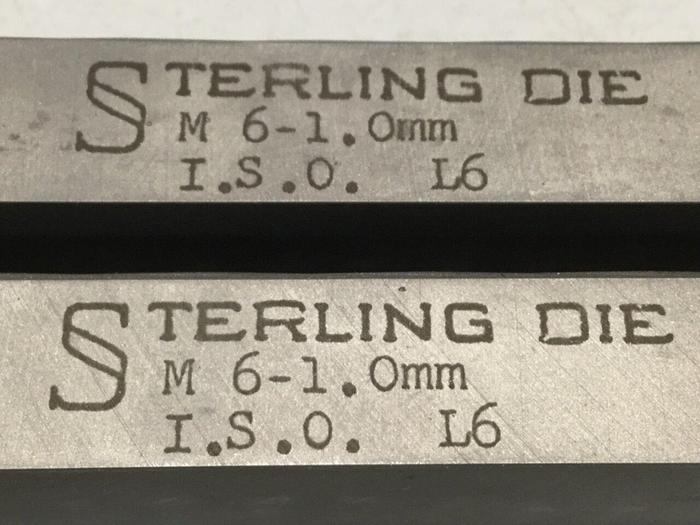 STERLING DIE
M 6-1.0mm
I.S.O. L6
STERLING DIE
M 6-1.0mm
I.S.O. L6